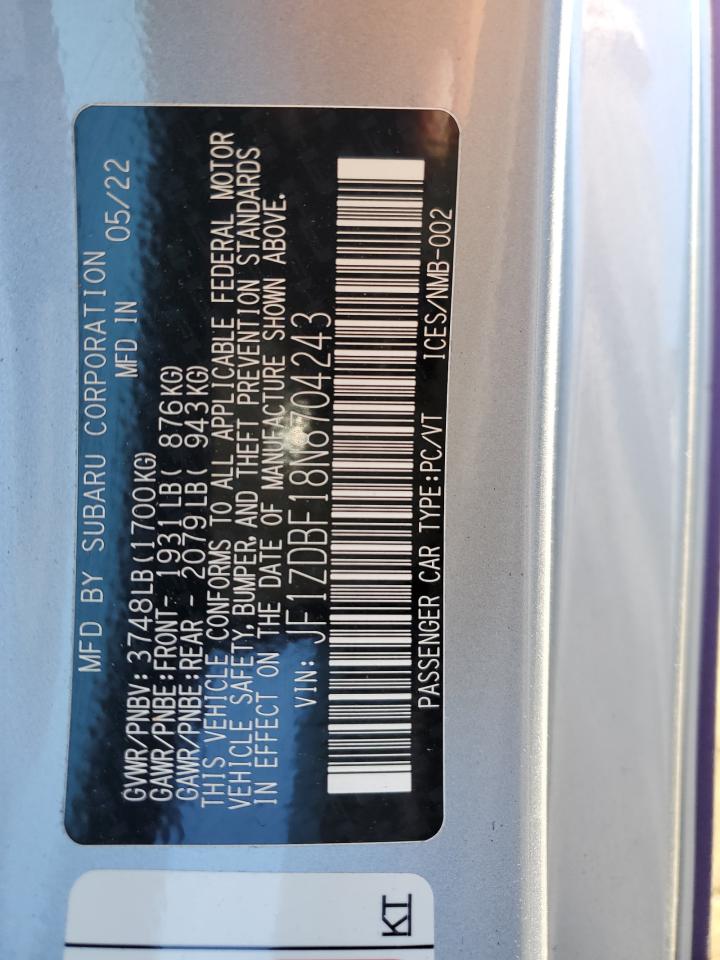 MFD BY SUBARU CORPORATION
MFD IN 05/22
GVWR/PNBV: 3748LB (1700KG)
GAWR/PNBE:FRONT- 1931LB( 876KG)
GAWR/PNBE:REAR - 2079LB( 943KG)
THIS VEHICLE CONFORMS TO ALL APPLICABLE FEDERAL MOTOR
VEHICLE SAFETY, BUMPER, AND THEFT PREVENTION STANDARDS
IN EFFECT ON THE DATE OF MANUFACTURE SHOWN ABOVE.
VIN: JF1ZDBF18N8704243
PASSENGER CAR TYPE:PC/VT ICES/NMB-002
KI